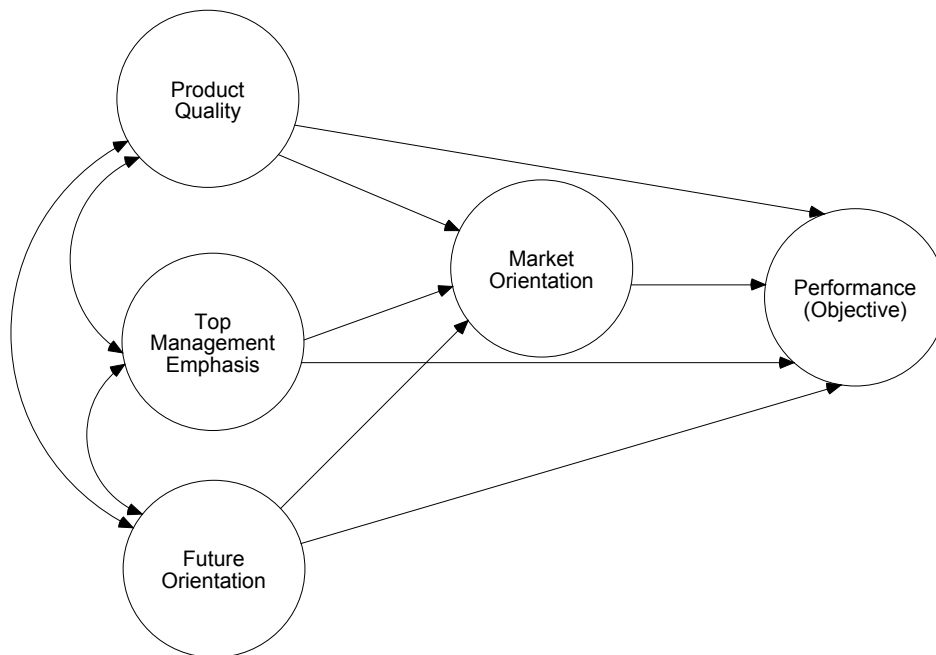 Product
Quality
Market
Orientation
Performance
(Objective)
Top
Management
Emphasis
Future
Orientation